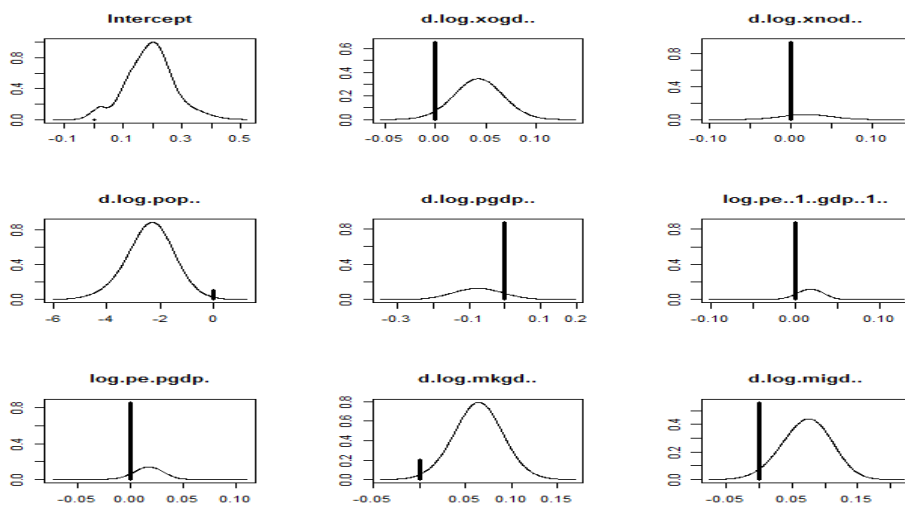 Intercept
0.0 0.4 0.8
-0.1 0.1 0.3 0.5
d.log.xogd..
0.0 0.2 0.4 0.6
-0.05 0.00 0.05 0.10
d.log.xnod..
0.0 0.4 0.8
-0.10 0.00 0.10
d.log.pop..
0.0 0.4 0.8
-6 -4 -2 0
d.log.pgdp..
0.0 0.4 0.8
-0.3 -0.1 0.1 0.2
log.pe..1..gdp..1..
0.0 0.4 0.8
-0.10 0.00 0.10
log.pe.pgdp.
0.0 0.4 0.8
-0.05 0.00 0.05 0.10
d.log.mkgd..
0.0 0.2 0.4 0.6 0.8
-0.05 0.05 0.15
d.log.migd..
0.0 0.2 0.4
-0.05 0.05 0.15